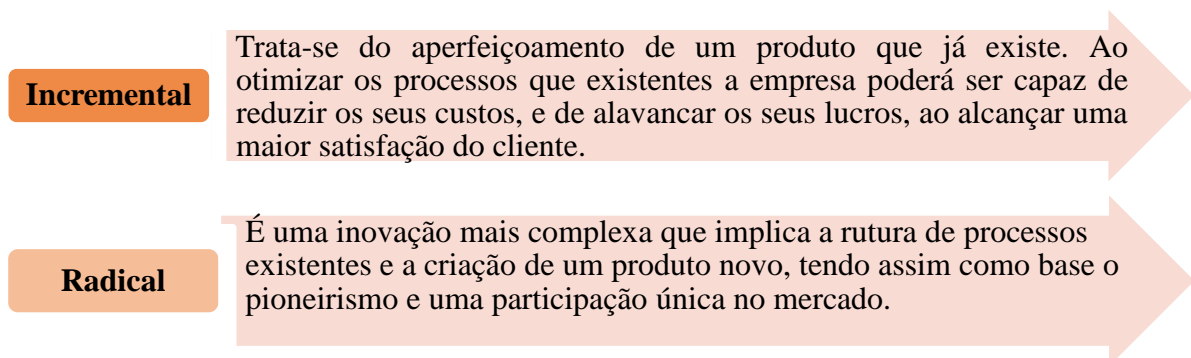 Incremental
Trata-se do aperfeiçoamento de um produto que já existe. Ao
otimizar os processos que existentes a empresa poderá ser capaz de
reduzir os seus custos, e de alavancar os seus lucros, ao alcançar uma
maior satisfação do cliente.
Radical
É uma inovação mais complexa que implica a rutura de processos
existentes e a criação de um produto novo, tendo assim como base o
pioneirismo e uma participação única no mercado.